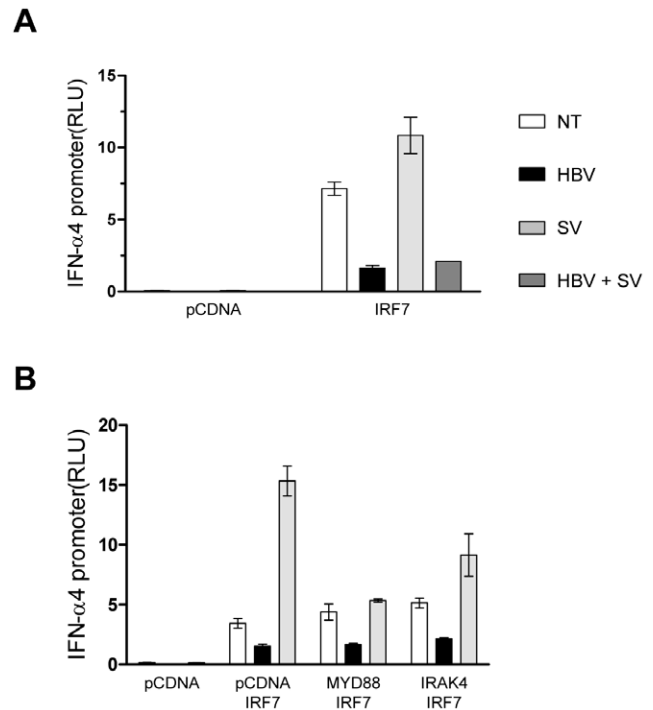 A
IFN-α4 promoter(RLU)
15
10
5
0
pCDNA
IRF7
NT
HBV
SV
HBV + SV
B
IFN-α4 promoter(RLU)
20
15
10
5
0
pCDNA
pCDNA
IRF7
MYD88
IRF7
IRAK4
IRF7